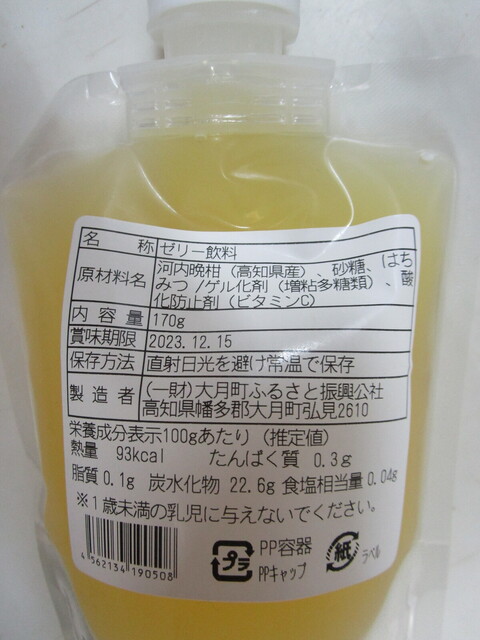 名称 ゼリー飲料
原材料名 河内晩柑（高知県産）、砂糖、はち
みつ／ゲル化剤（増粘多糖類）、酸
化防止剤（ビタミンC）
内容量 170g
賞味期限 2023.12.15
保存方法 直射日光を避け常温で保存
製造者 (一財)大月町ふるさと振興公社
高知県幡多郡大月町弘見2610
栄養成分表示100gあたり（推定値）
熱量 93kcal たんぱく質 0.3g
脂質0.1g 炭水化物 22.6g 食塩相当量0.04g
※1歳未満の乳児に与えないでください。
4562134190508
プラ
PP容器
PPキャップ
紙
ラベル